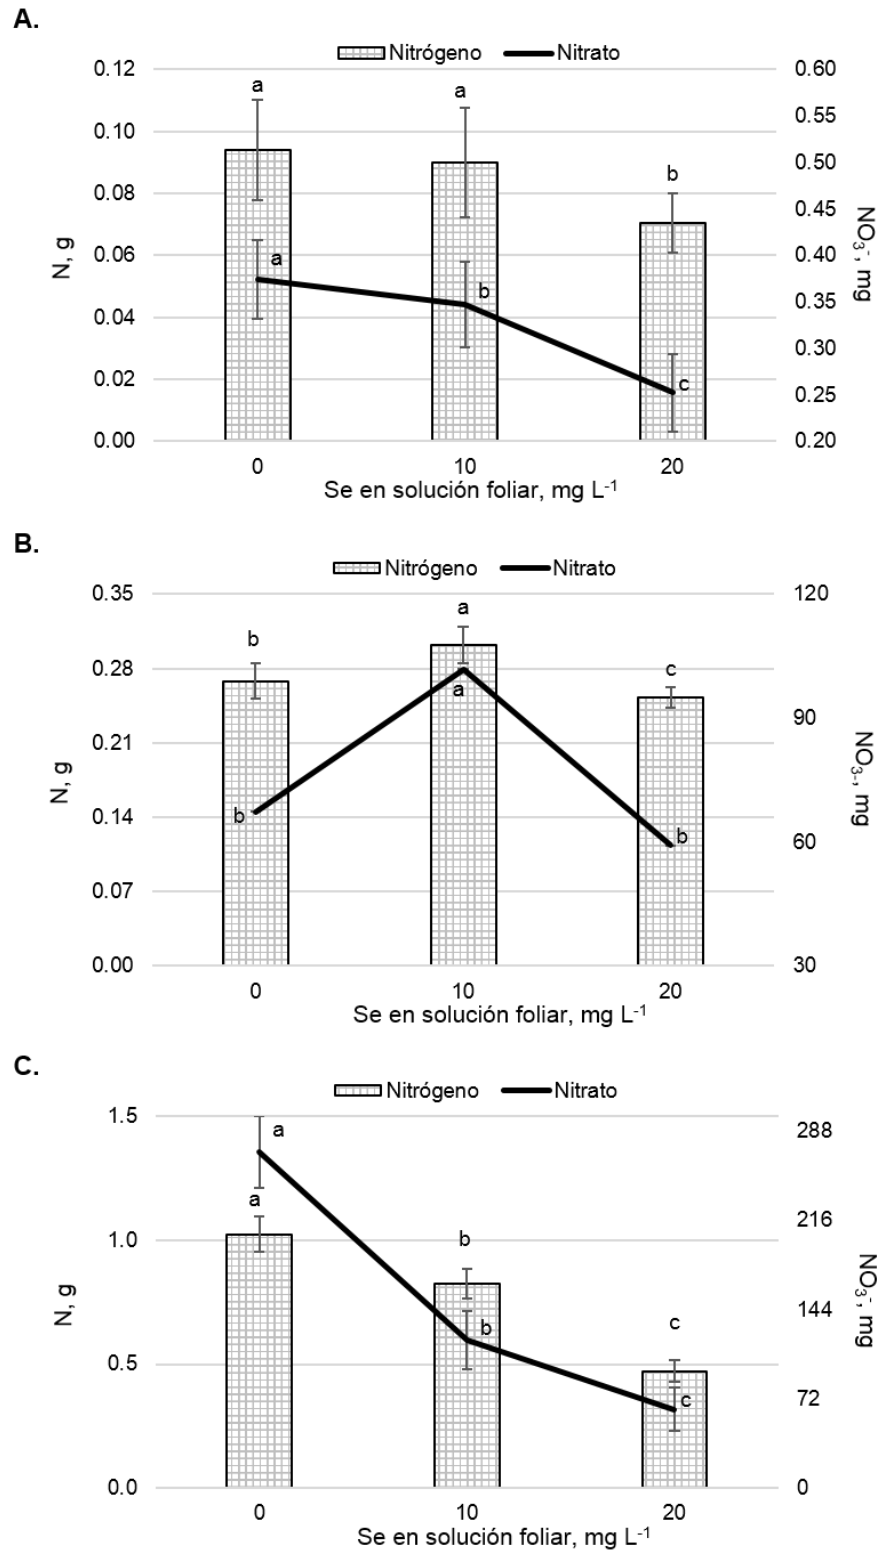 A.
Nitrógeno Nitrato
0.12 0.60
a a
0.55
0.10
0.50
0.08 b
0.45
0.06 a 0.40
b
0.04 0.35
0.30
0.02 c
0.25
0.00 0.20
N, g
NO₃⁻, mg
0 10 20
Se en solución foliar, mg L⁻¹
B.
Nitrógeno Nitrato
0.35 120
b a
0.28 c
a 90
0.21
0.14 b b
60
0.07
0.00 30
N, g
NO₃₋, mg
0 10 20
Se en solución foliar, mg L⁻¹
C.
Nitrógeno Nitrato
1.5
a 288
a
216
1.0 b
b c 144
0.5
c 72
0.0 0
N, g
NO₃⁻, mg
0 10 20
Se en solución foliar, mg L⁻¹